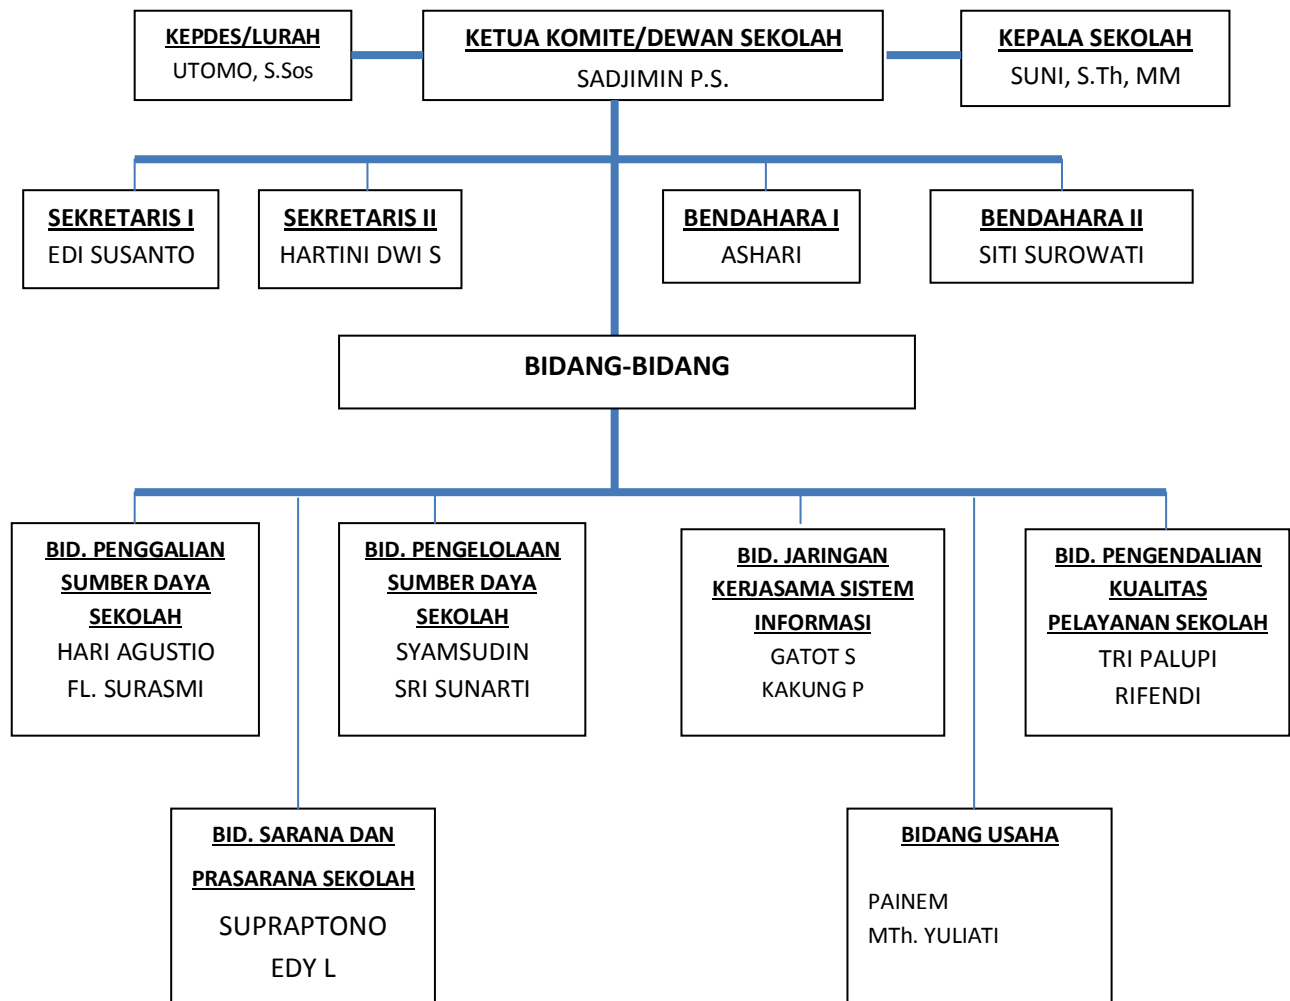 KEPDES/LURAH
UTOMO, S.Sos
KETUA KOMITE/DEWAN SEKOLAH
SADJIMIN P.S.
KEPALA SEKOLAH
SUNI, S.Th, MM
SEKRETARIS I
EDI SUSANTO
SEKRETARIS II
HARTINI DWI S
BENDAHARA I
ASHARI
BENDAHARA II
SITI SUROWATI
BIDANG-BIDANG
BID. PENGGALIAN
SUMBER DAYA
SEKOLAH
HARI AGUSTIO
FL. SURASMI
BID. PENGELOLAAN
SUMBER DAYA
SEKOLAH
SYAMSUDIN
SRI SUNARTI
BID. JARINGAN
KERJASAMA SISTEM
INFORMASI
GATOT S
KAKUNG P
BID. PENGENDALIAN
KUALITAS
PELAYANAN SEKOLAH
TRI PALUPI
RIFENDI
BID. SARANA DAN
PRASARANA SEKOLAH
SUPRAPTONO
EDY L
BIDANG USAHA
PAINEM
MTh. YULIATI